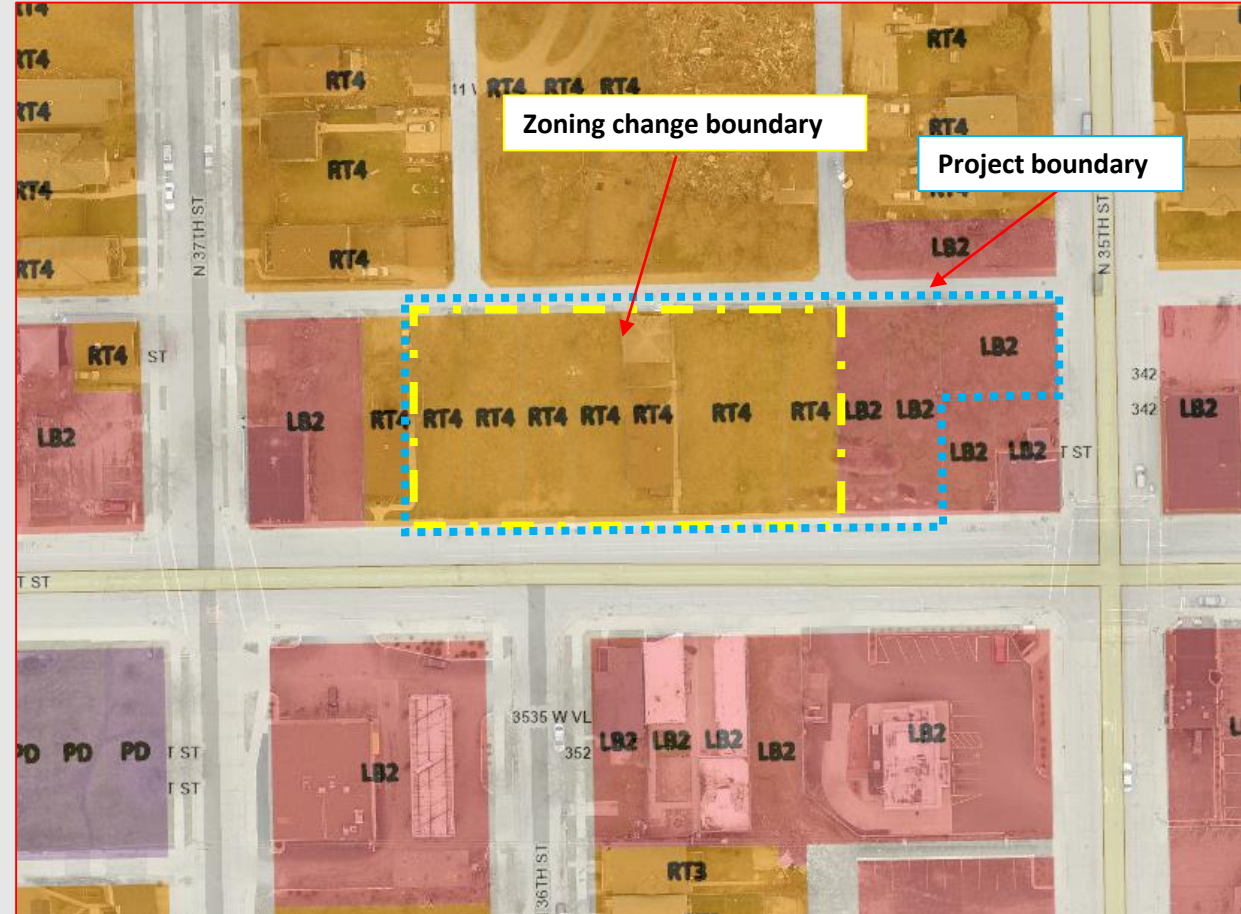 RT4
RT4
RT4
RT4
RT4
RT4
RT4
RT4
RT4 RT4 RT4
RT4
RT4
Zoning change boundary
Project boundary
LB2
N 37TH ST
N 35TH ST
RT4 ST
LB2
LB2
RT4 RT4 RT4 RT4 RT4 RT4 RT4 RT4 LB2 LB2
LB2
LB2 LB2 T ST
342
342
LB2
T ST
PD PD PD T ST
T ST
LB2
3535 W VL
352
LB2 LB2 LB2 LB2
LB2
36TH ST
RT3